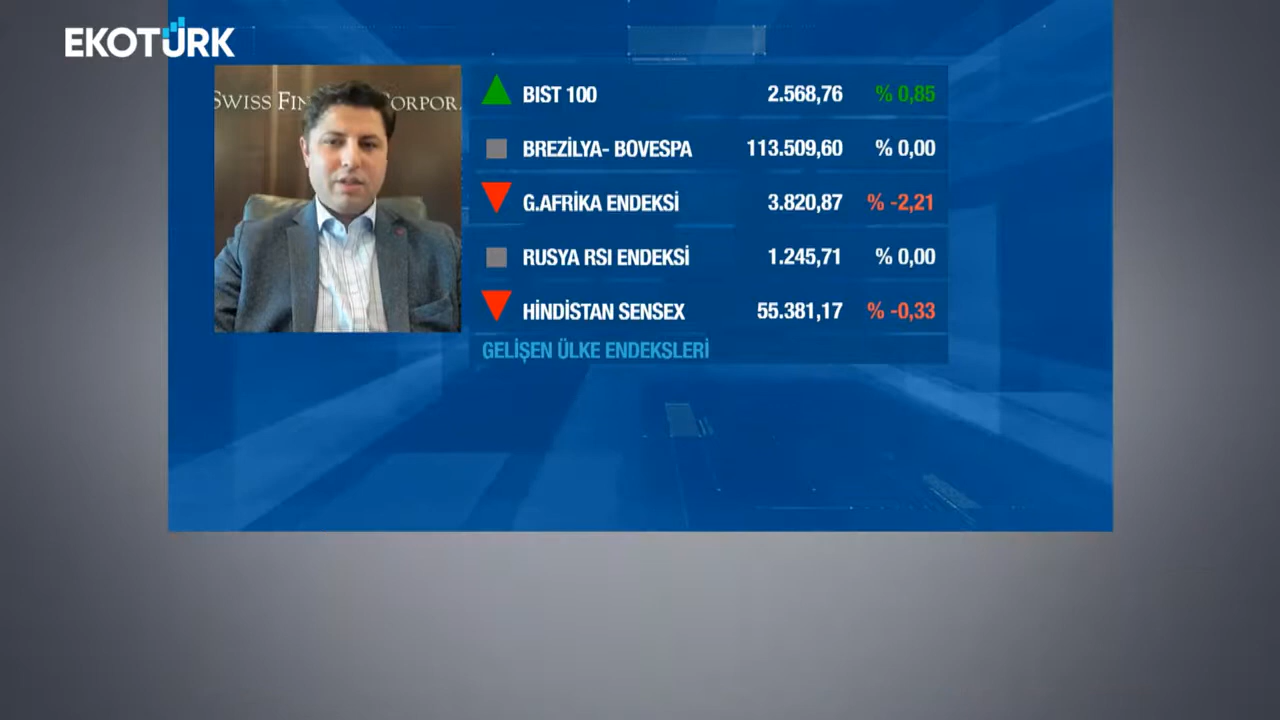 EKOTÜRK
SWISS FIN CORPOR
BIST 100 2.568,76 % 0,85
BREZİLYA- BOVESPA 113.509,60 % 0,00
G.AFRİKA ENDEKSİ 3.820,87 % -2,21
RUSYA RSI ENDEKSİ 1.245,71 % 0,00
HİNDİSTAN SENSEX 55.381,17 % -0,33
GELİŞEN ÜLKE ENDEKSLERİ